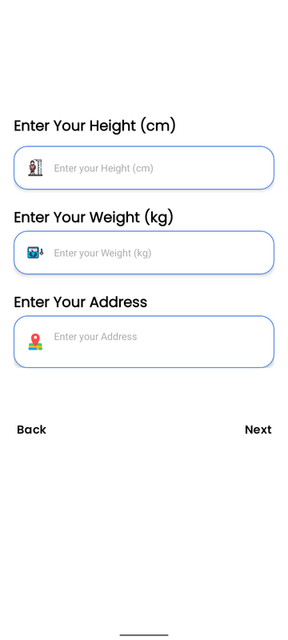 Enter Your Height (cm)
Enter your Height (cm)
Enter Your Weight (kg)
Enter your Weight (kg)
Enter Your Address
Enter your Address
Back Next